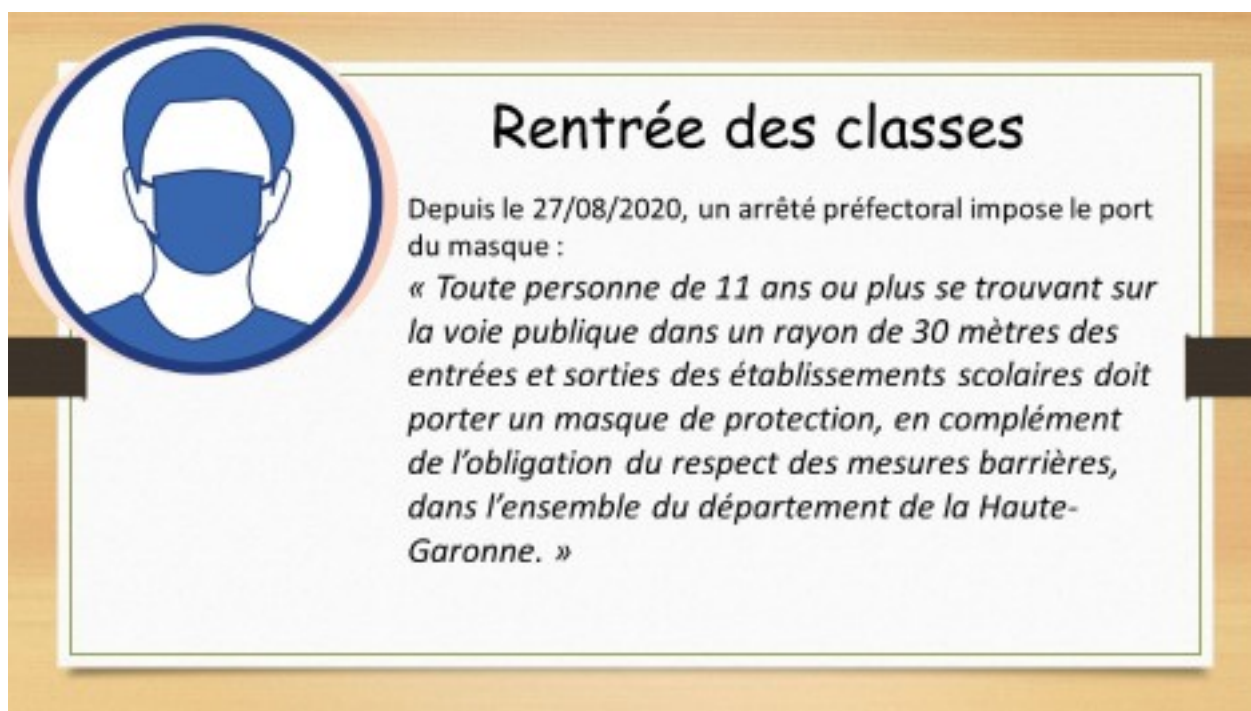 Rentrée des classes
Depuis le 27/08/2020, un arrêté préfectoral impose le port
du masque :
« Toute personne de 11 ans ou plus se trouvant sur
la voie publique dans un rayon de 30 mètres des
entrées et sorties des établissements scolaires doit
porter un masque de protection, en complément
de l’obligation du respect des mesures barrières,
dans l’ensemble du département de la Haute-
Garonne. »